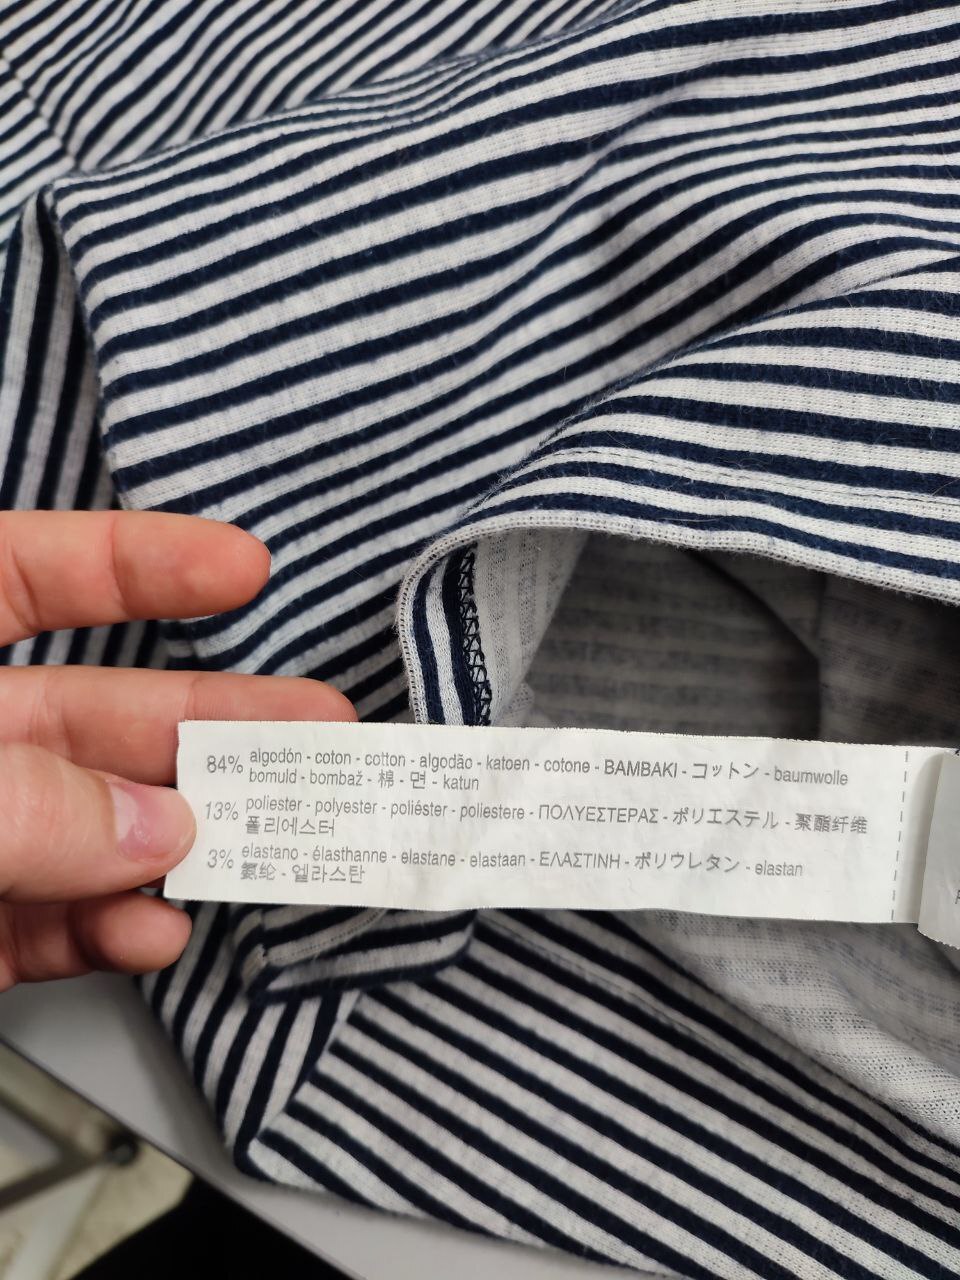 84% algodón - coton - cotton - algodão - katoen - cotone - BAMBAKI - コットン - baumwolle
bomuld - bombaž - 棉 - 면 - katun
13% poliester - polyester - poliéster - poliestere - ΠΟΛΥΕΣΤΕΡΑΣ - ポリエステル - 聚酯纤维
폴리에스터
3% elastano - élasthanne - elastane - elastaan - ΕΛΑΣΤΙΝΗ - ポリウレタン - elastan
氨纶 - 엘라스탄